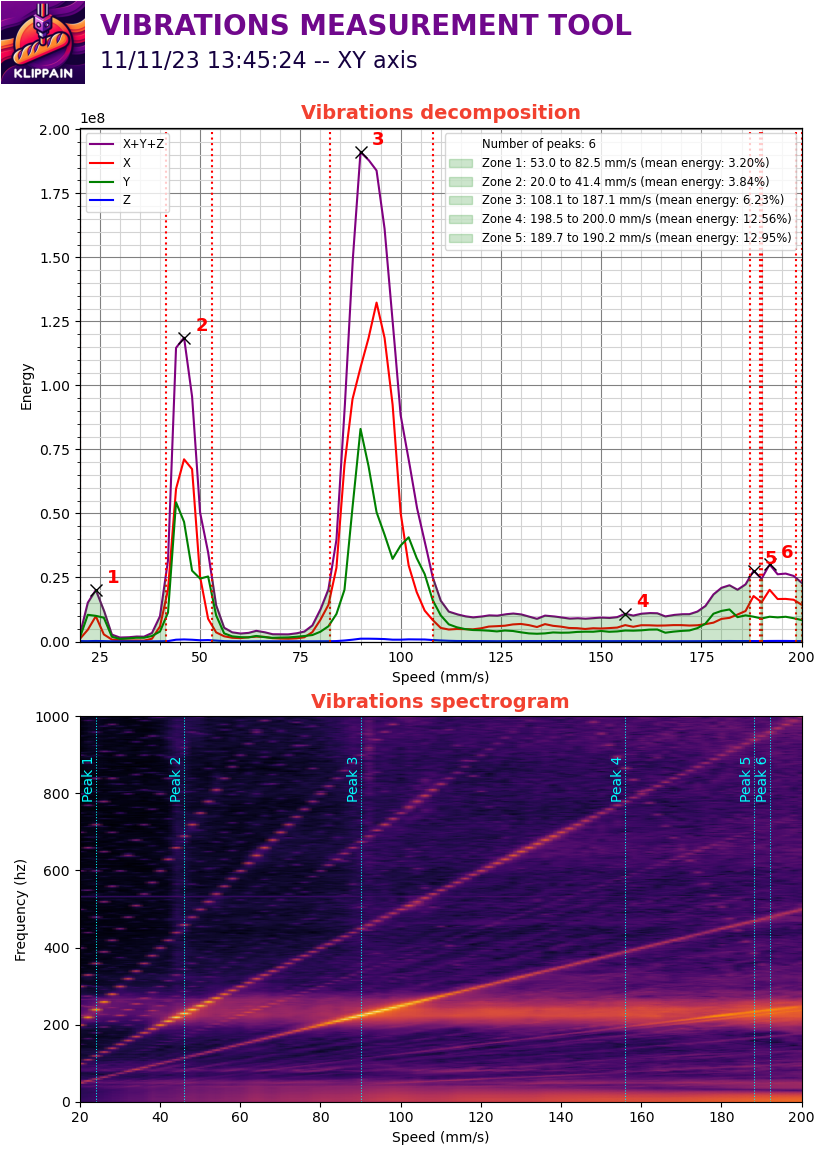 KLIPPAIN
VIBRATIONS MEASUREMENT TOOL
11/11/23 13:45:24 -- XY axis
Vibrations decomposition
1e8
2.00
1.75
1.50
1.25
1.00
0.75
0.50
0.25
0.00
Energy
X+Y+Z
X
Y
Z
Number of peaks: 6
Zone 1: 53.0 to 82.5 mm/s (mean energy: 3.20%)
Zone 2: 20.0 to 41.4 mm/s (mean energy: 3.84%)
Zone 3: 108.1 to 187.1 mm/s (mean energy: 6.23%)
Zone 4: 198.5 to 200.0 mm/s (mean energy: 12.56%)
Zone 5: 189.7 to 190.2 mm/s (mean energy: 12.95%)
1
2
3
4
5
6
25 50 75 100 125 150 175 200
Speed (mm/s)
Vibrations spectrogram
1000
800
600
400
200
0
Frequency (hz)
Peak 1
Peak 2
Peak 3
Peak 4
Peak 5
Peak 6
20 40 60 80 100 120 140 160 180 200
Speed (mm/s)